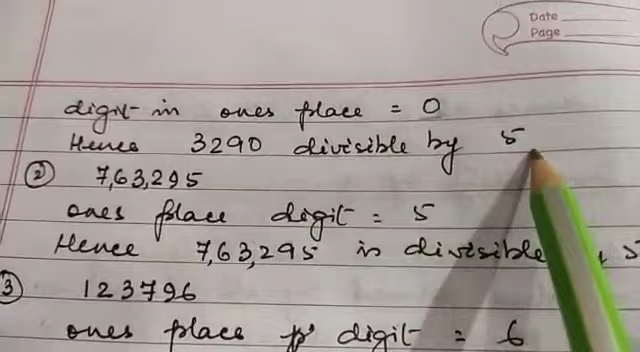 Date
Page
digit in ones place = 0
Hence 3290 divisible by 5
② 7,63,295
ones place digit = 5
Hence 7,63,295 is divisible 5
③ 123796
ones place digit = 6